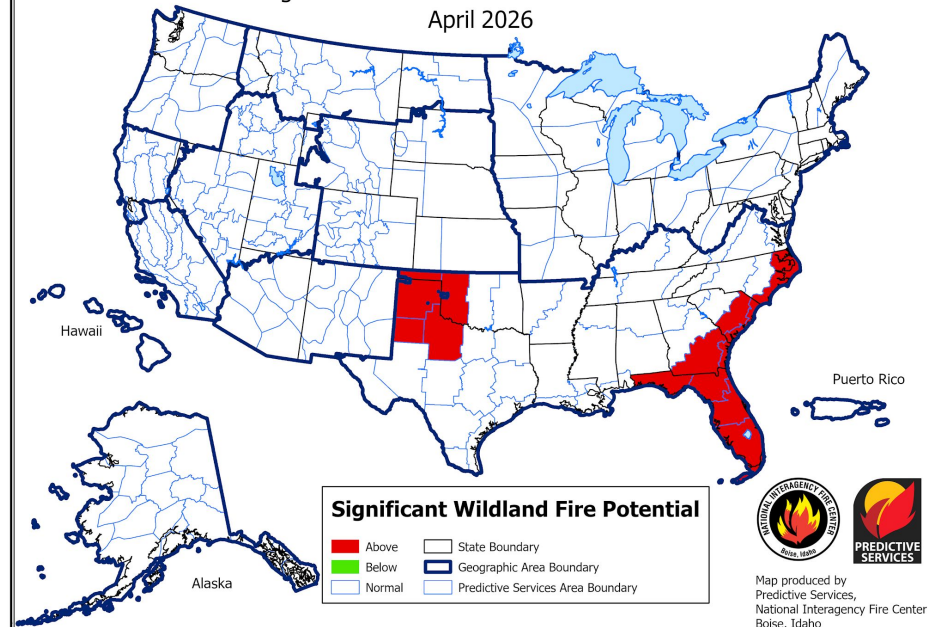 April 2026
Hawaii
Puerto Rico
Alaska
Significant Wildland Fire Potential
Above
Below
Normal
State Boundary
Geographic Area Boundary
Predictive Services Area Boundary
NATIONAL INTERAGENCY FIRE CENTER
Boise, Idaho
PREDICTIVE
SERVICES
Map produced by
Predictive Services,
National Interagency Fire Center
Boise, Idaho